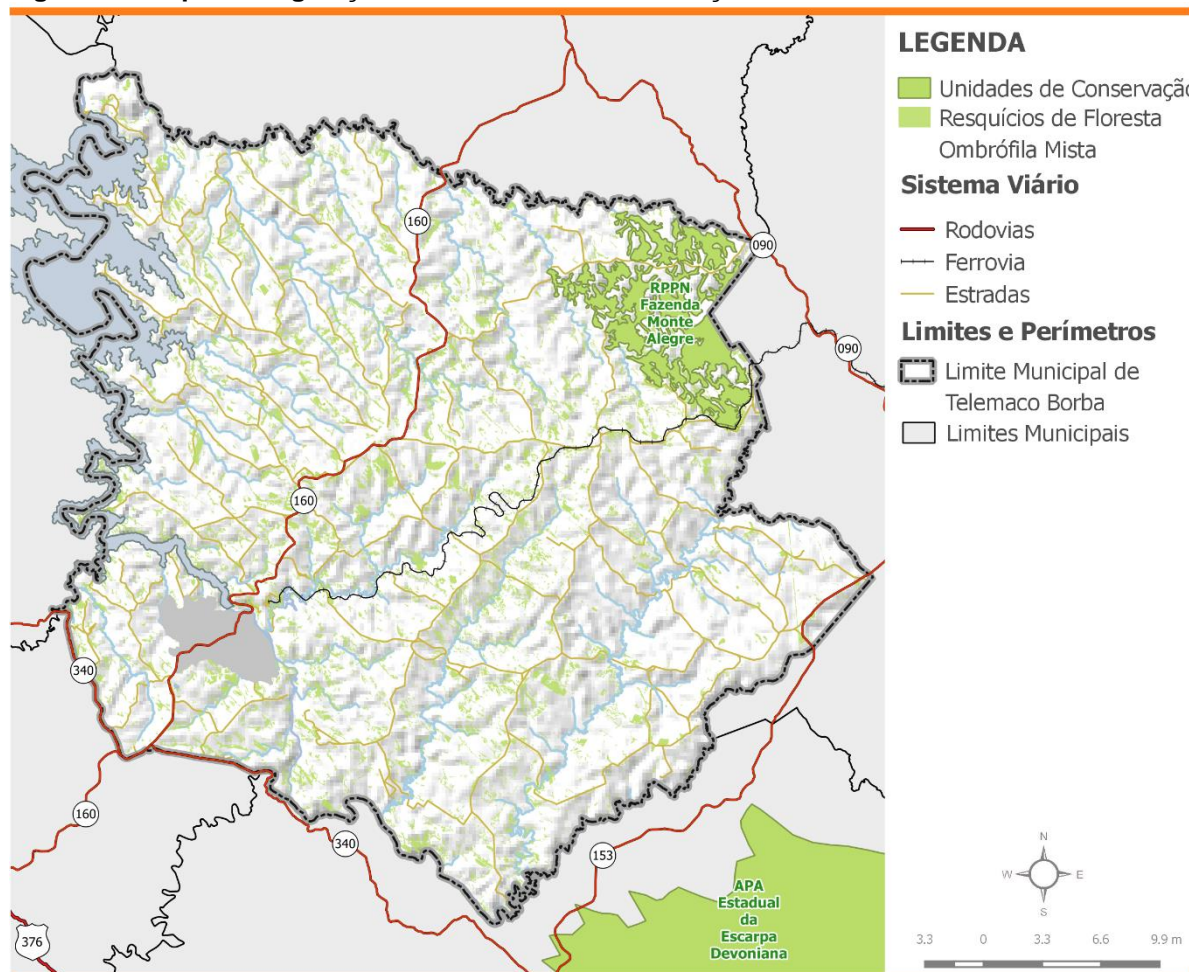 LEGENDA
Unidades de Conservação
Resquícios de Floresta
Ombrófila Mista
Sistema Viário
Rodovias
Ferrovia
Estradas
Limites e Perímetros
Limite Municipal de
Telemaco Borba
Limites Municipais
160
090
RPPN
Fazenda
Monte
Alegre
090
160
340
160
340
153
APA
Estadual
da
Escarpa
Devoniana
376
N
W E
S
3.3 0 3.3 6.6 9.9 m